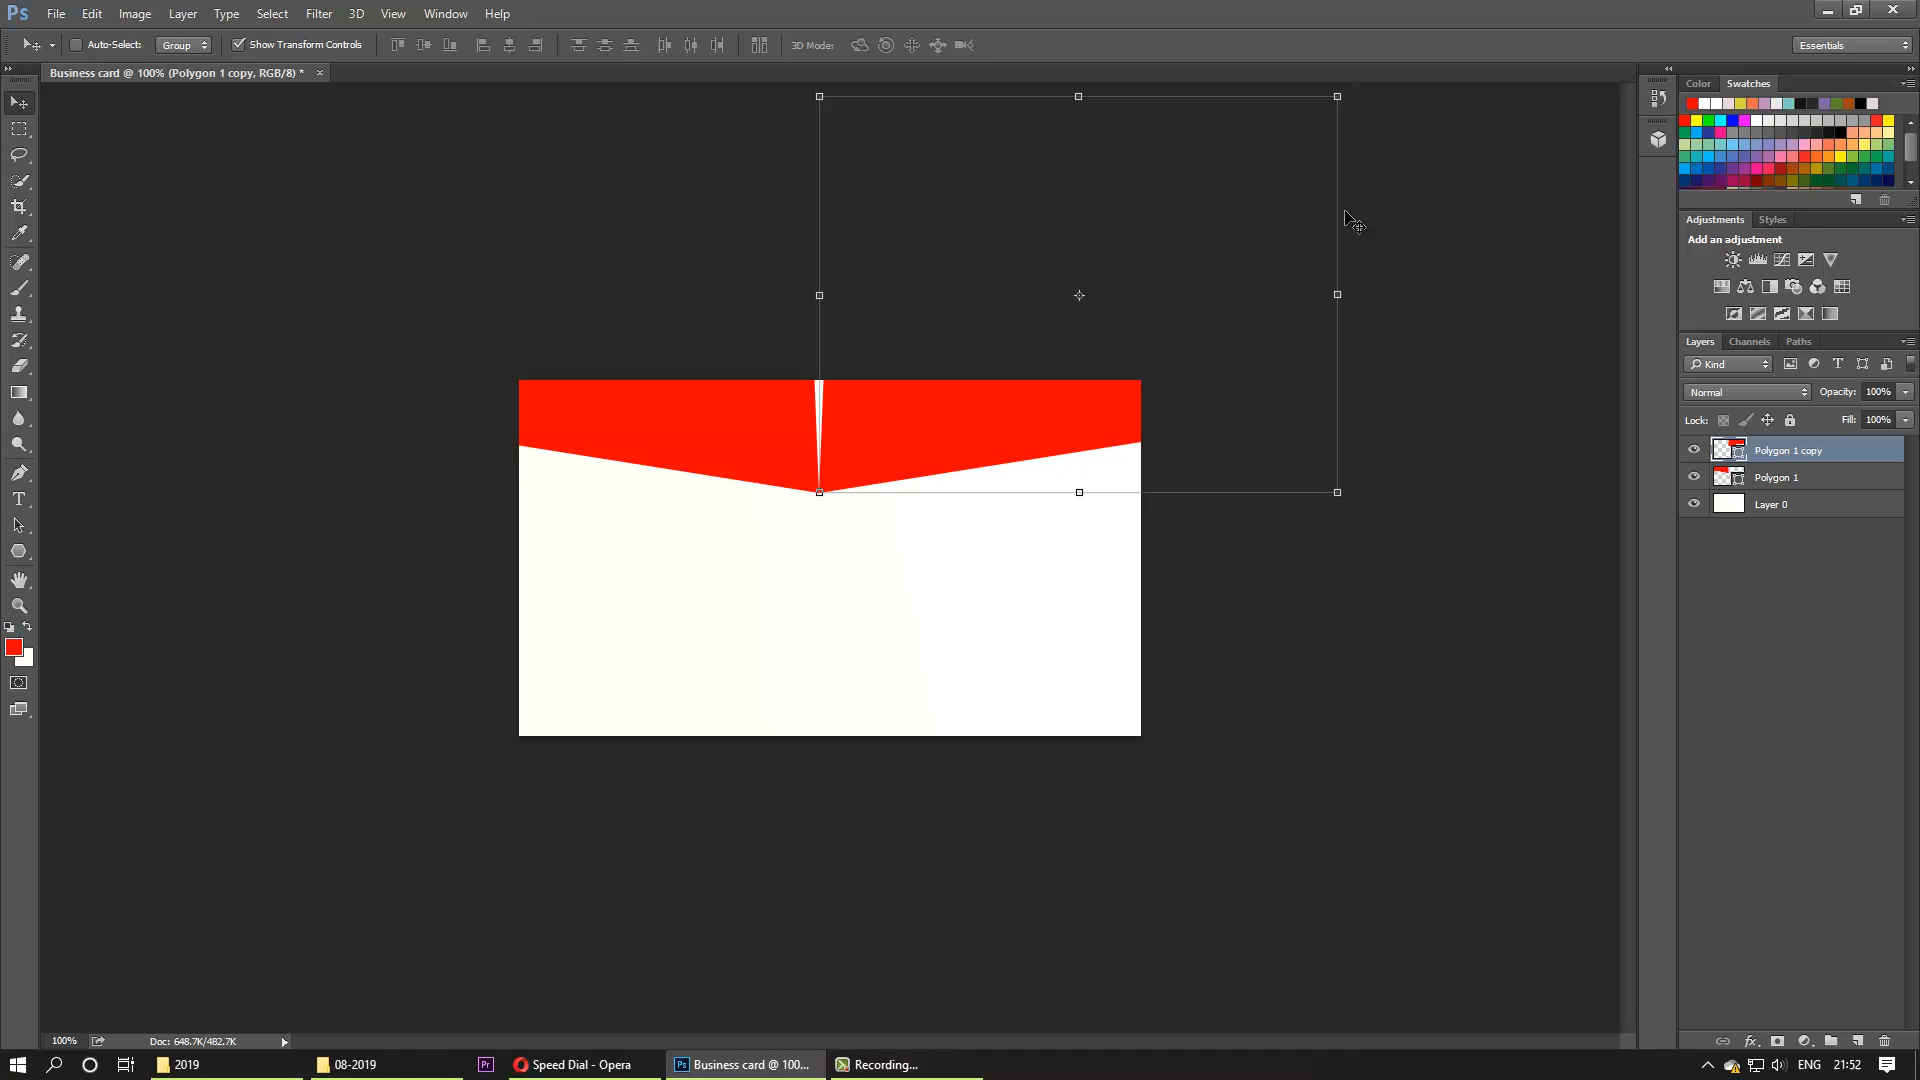 Ps File Edit Image Layer Type Select Filter 3D View Window Help
Auto-Select: Group Show Transform Controls 3D Mode: Essentials
Business card @ 100% (Polygon 1 copy, RGB/8) * ×
Color Swatches
Adjustments Styles
Add an adjustment
Layers Channels Paths
Kind T
Normal Opacity: 100%
Lock: Fill: 100%
Polygon 1 copy
Polygon 1
Layer 0
T
fx
100% Doc: 648.7K/482.7K
2019 08-2019 Pr Speed Dial - Opera Ps Business card @ 100... Recording... ENG 21:52